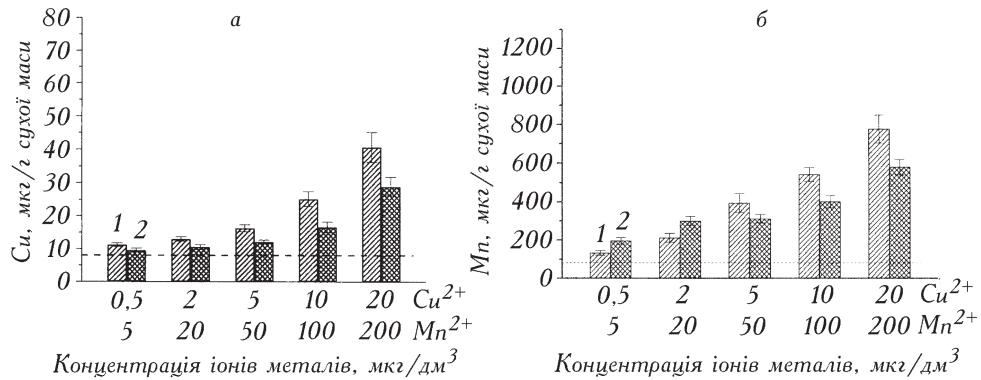 а
Cu, мкг/г сухої маси
80
70
60
50
40
30
20
10
0
1 2
0,5 2 5 10 20 Cu2+
5 20 50 100 200 Mn2+
Концентрація іонів металів, мкг/дм3
б
Mn, мкг/г сухої маси
1200
1000
800
600
400
200
0
1 2
0,5 2 5 10 20 Cu2+
5 20 50 100 200 Mn2+
Концентрація іонів металів, мкг/дм3